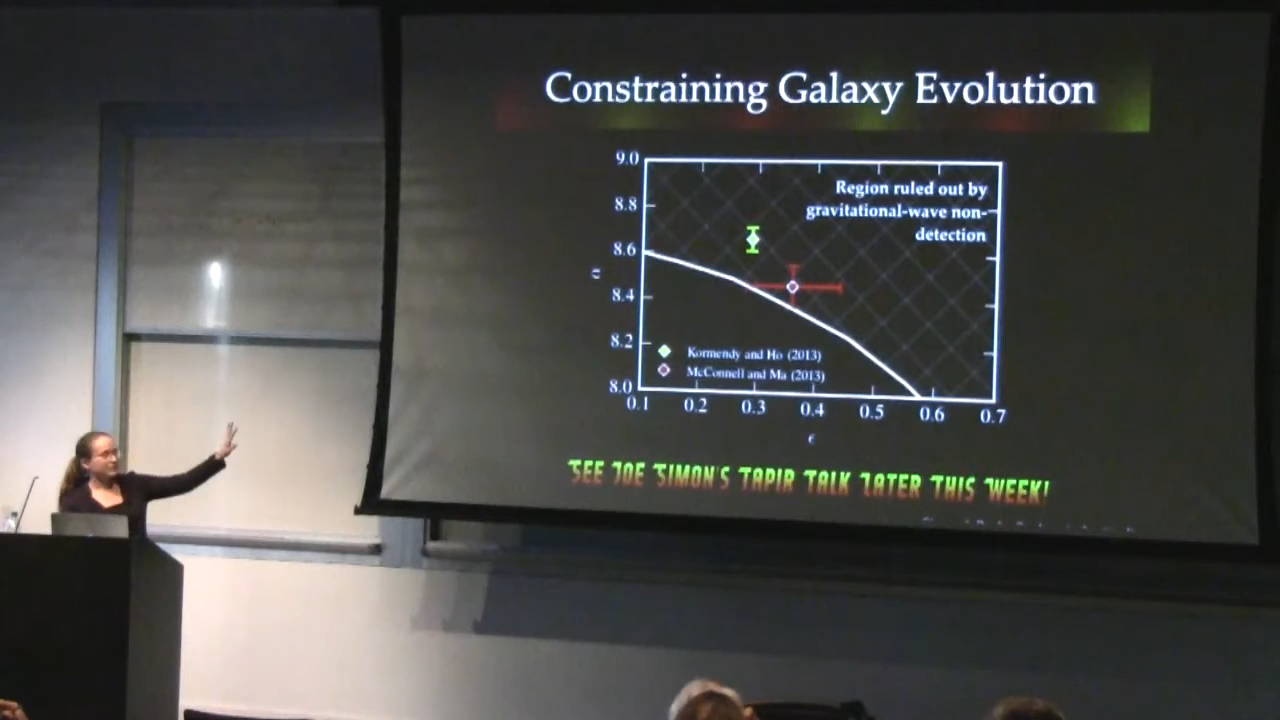 Constraining Galaxy Evolution
9.0
8.8
8.6
8.4
8.2
8.0
α
Region ruled out by
gravitational-wave non-
detection
Kormendy and Ho (2013)
McConnell and Ma (2013)
0.1 0.2 0.3 0.4 0.5 0.6 0.7
ϵ
SEE JOE SIMON'S TAPIR TALK LATER THIS WEEK!